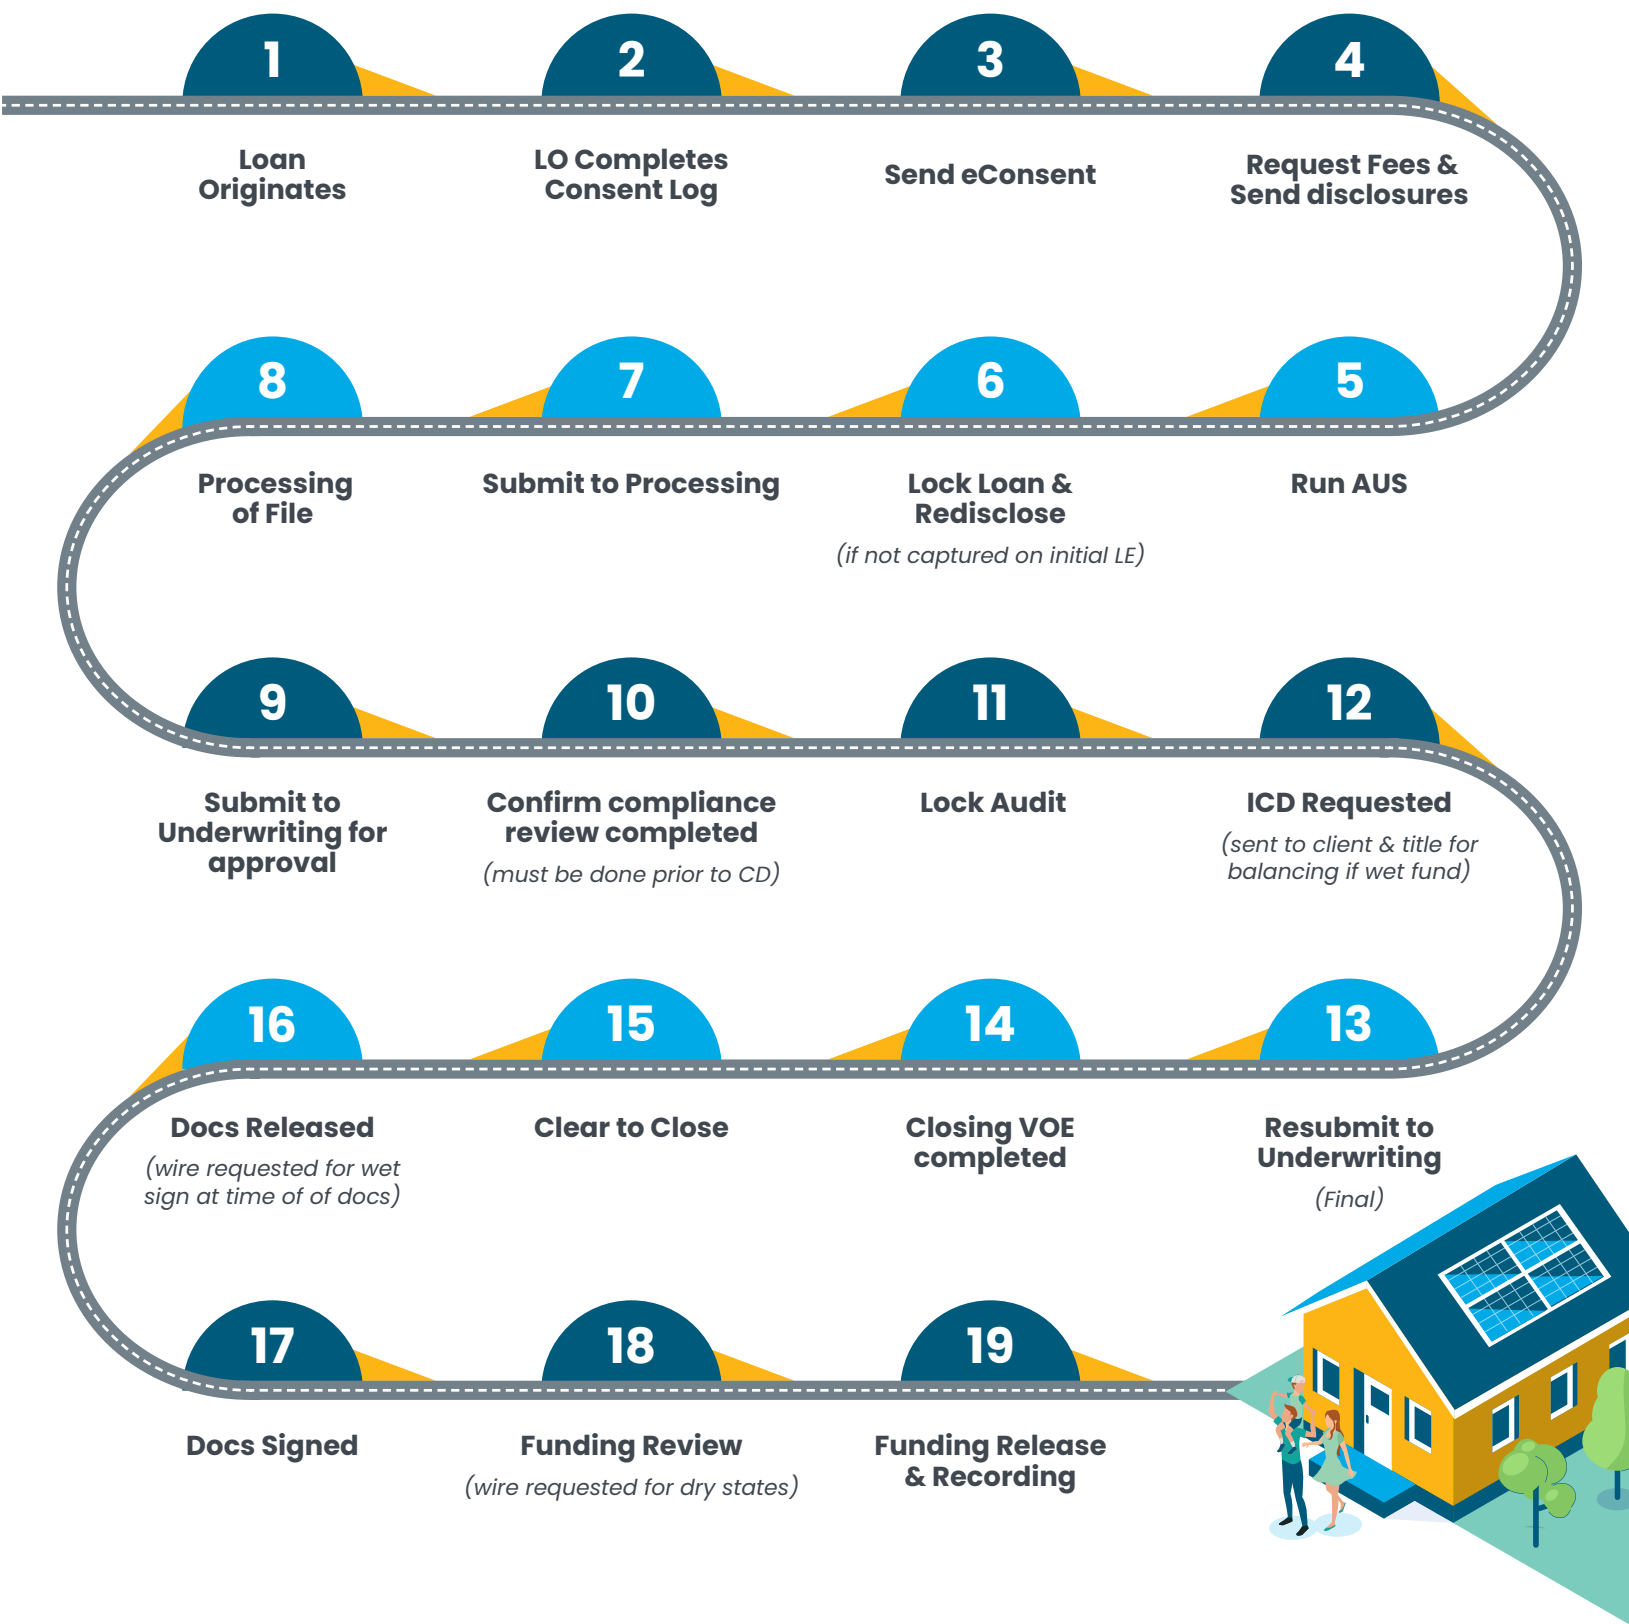 1
Loan
Originates
2
LO Completes
Consent Log
3
Send eConsent
4
Request Fees &
Send disclosures
5
Run AUS
6
Lock Loan &
Redisclose
(if not captured on initial LE)
7
Submit to Processing
8
Processing
of File
9
Submit to
Underwriting for
approval
10
Confirm compliance
review completed
(must be done prior to CD)
11
Lock Audit
12
ICD Requested
(sent to client & title for
balancing if wet fund)
13
Resubmit to
Underwriting
(Final)
14
Closing VOE
completed
15
Clear to Close
16
Docs Released
(wire requested for wet
sign at time of of docs)
17
Docs Signed
18
Funding Review
(wire requested for dry states)
19
Funding Release
& Recording